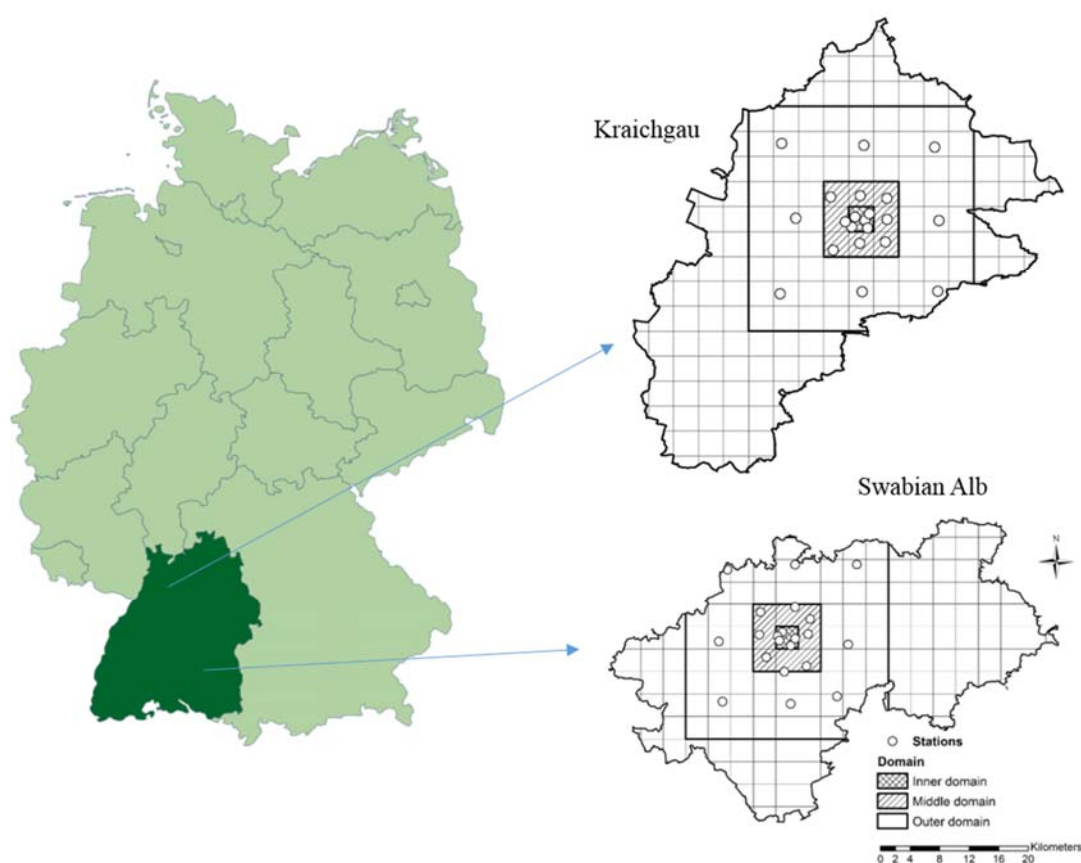 Kraichgau
Swabian Alb
N
Stations
Domain
Inner domain
Middle domain
Outer domain
Kilometers
0 2 4 8 12 16 20